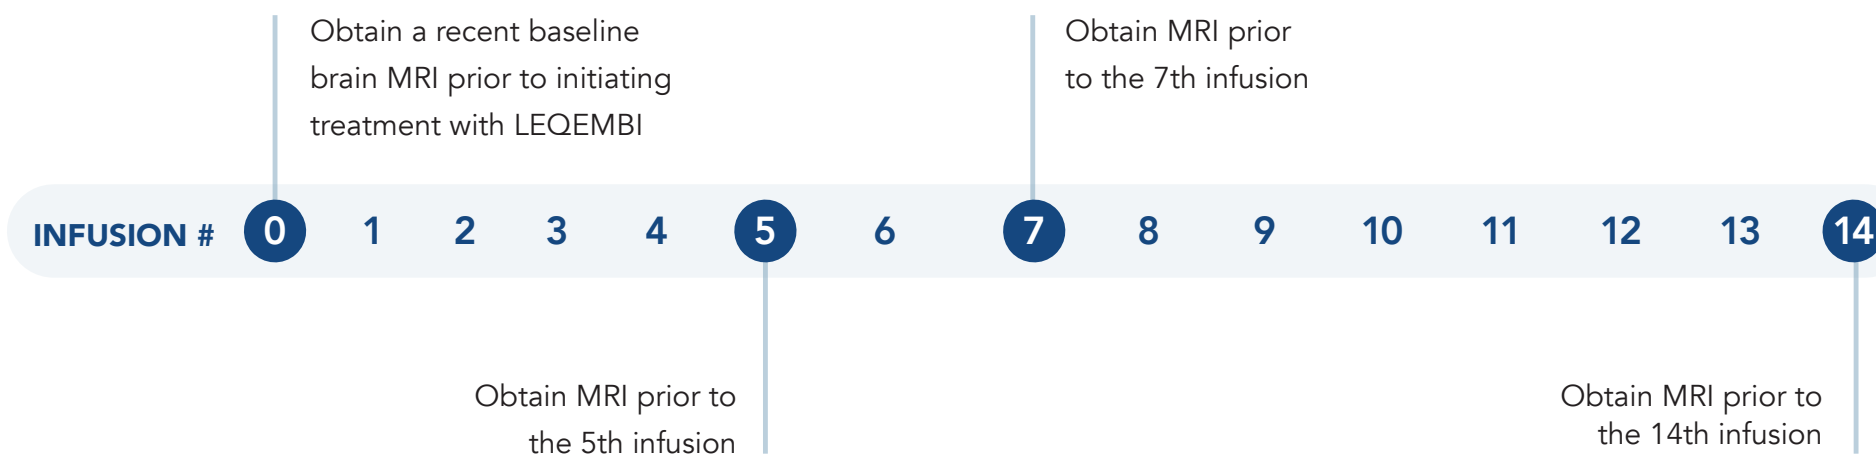 Obtain a recent baseline
brain MRI prior to initiating
treatment with LEQEMBI
Obtain MRI prior
to the 7th infusion
INFUSION # 0 1 2 3 4 5 6 7 8 9 10 11 12 13 14
Obtain MRI prior to
the 5th infusion
Obtain MRI prior to
the 14th infusion